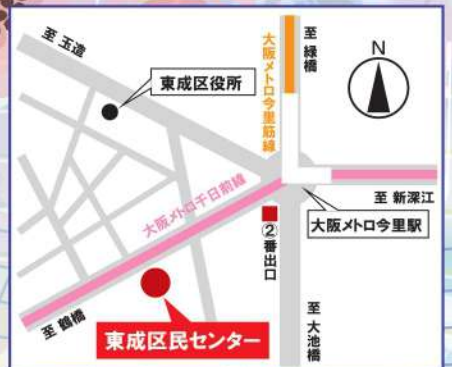 至 玉造
東成区役所
大阪メトロ今里筋線
至 緑橋
N
大阪メトロ千日前線
至 新深江
大阪メトロ今里駅
②番出口
至 鶴橋
東成区民センター
至 大池橋